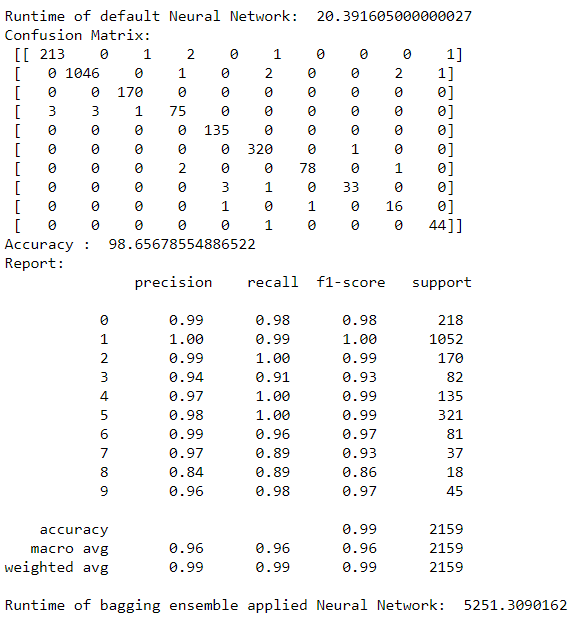 Runtime of default Neural Network:  20.391605000000027
Confusion Matrix:
[[ 213    0    1    2    0    1    0    0    0    1]
[    0 1046    0    1    0    2    0    0    2    1]
[    0    0  170    0    0    0    0    0    0    0]
[    3    3    1   75    0    0    0    0    0    0]
[    0    0    0    0  135    0    0    0    0    0]
[    0    0    0    0    0  320    0    1    0    0]
[    0    0    0    2    0    0   78    0    1    0]
[    0    0    0    0    3    1    0   33    0    0]
[    0    0    0    0    1    0    1    0   16    0]
[    0    0    0    0    0    1    0    0    0   44]]
Accuracy :  98.65678554886522
Report:
precision    recall  f1-score   support
0       0.99      0.98      0.98       218
1       1.00      0.99      1.00      1052
2       0.99      1.00      0.99       170
3       0.94      0.91      0.93        82
4       0.97      1.00      0.99       135
5       0.98      1.00      0.99       321
6       0.99      0.96      0.97        81
7       0.97      0.89      0.93        37
8       0.84      0.89      0.86        18
9       0.96      0.98      0.97        45
accuracy                           0.99      2159
macro avg       0.96      0.96      0.96      2159
weighted avg       0.99      0.99      0.99      2159
Runtime of bagging ensemble applied Neural Network:  5251.3090162